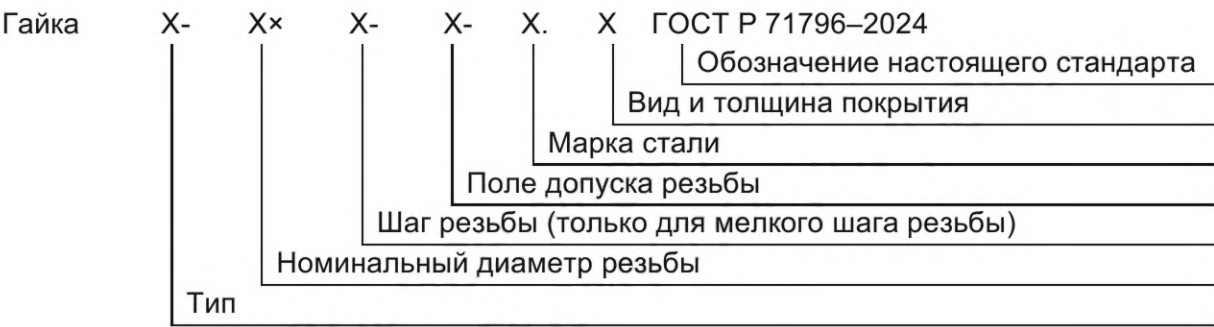 Гайка Х- Х× Х- Х- Х. Х ГОСТ Р 71796–2024
Обозначение настоящего стандарта
Вид и толщина покрытия
Марка стали
Поле допуска резьбы
Шаг резьбы (только для мелкого шага резьбы)
Номинальный диаметр резьбы
Тип